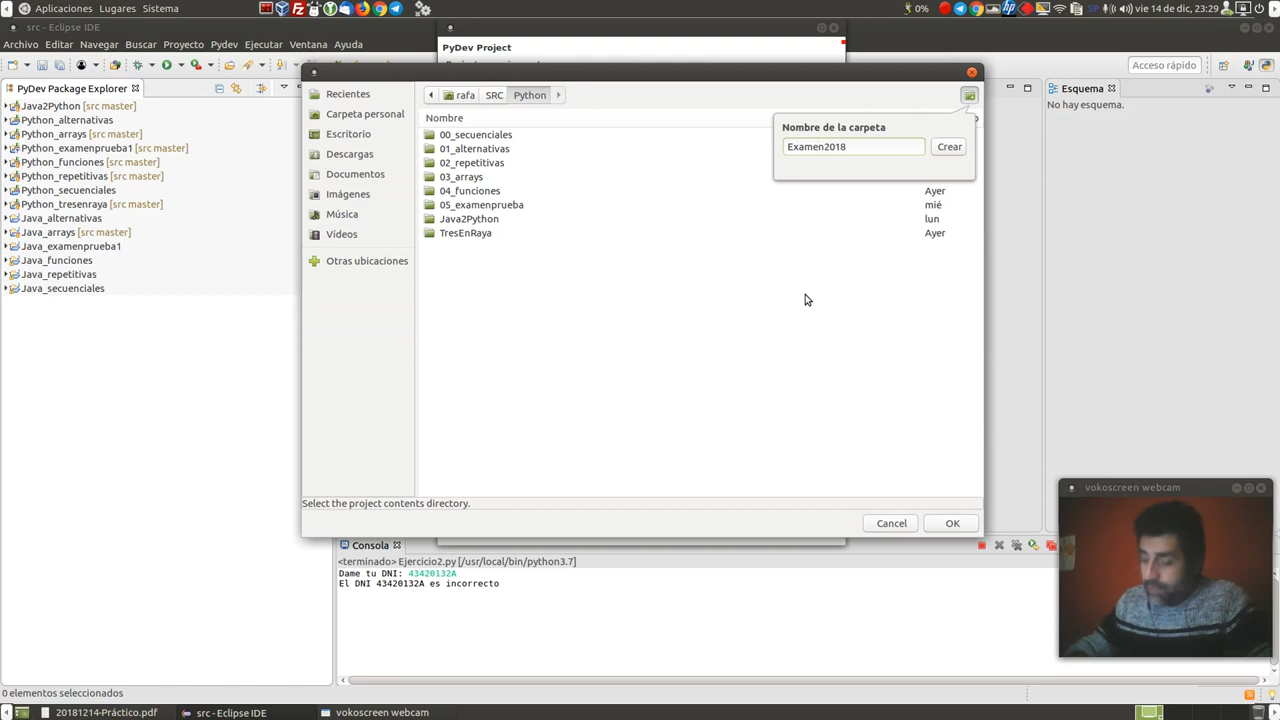 Aplicaciones Lugares Sistema
0% SP vie 14 de dic, 23:29
src - Eclipse IDE
Archivo Editar Navegar Buscar Proyecto Pydev Ejecutar Ventana Ayuda
PyDev Project
Acceso rápido
PyDev Package Explorer
Java2Python [src master]
Python_alternativas
Python_arrays [src master]
Python_examenprueba1 [src master]
Python_funciones [src master]
Python_repetitivas [src master]
Python_secuenciales
Python_tresenraya [src master]
Java_alternativas
Java_arrays [src master]
Java_examenprueba1
Java_funciones
Java_repetitivas
Java_secuenciales
Recientes
Carpeta personal
Escritorio
Descargas
Documentos
Imágenes
Música
Vídeos
Otras ubicaciones
rafa SRC Python
Nombre
00_secuenciales
01_alternativas
02_repetitivas
03_arrays
04_funciones Ayer
05_examenprueba mié
Java2Python lun
TresEnRaya Ayer
Nombre de la carpeta
Examen2018 Crear
Select the project contents directory.
Cancel OK
Esquema
No hay esquema.
Consola
<terminado> Ejercicio2.py [/usr/local/bin/python3.7]
Dame tu DNI: 43420132A
El DNI 43420132A es incorrecto
vokoscreen webcam
0 elementos seleccionados
20181214-Práctico.pdf src - Eclipse IDE vokoscreen webcam